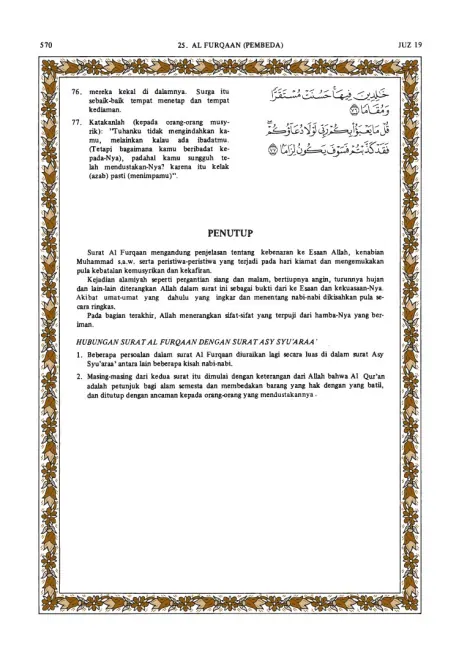 570 25. AL FURQAAN (PEMBEDA) JUZ 19
76. mereka kekal di dalamnya. Surga itu
sebaik-baik tempat menetap dan tempat
kediaman.
77. Katakanlah (kepada orang-orang musy-
rik): "Tuhanku tidak mengindahkan ka-
mu, melainkan kalau ada ibadatmu.
(Tetapi bagaimana kamu beribadat ke-
pada-Nya), padahal kamu sungguh te-
lah mendustakan-Nya? karena itu kelak
(azab) pasti (menimpamu)".
خَٰلِدِينَ فِيهَا حَسُنَتْ مُسْتَقَرًّا
وَمُقَامًا ﴿٧٦﴾
قُلْ مَا يَعْبَؤُا۟ بِكُمْ رَبِّى لَوْلَا دُعَآؤُكُمْ
فَقَدْ كَذَّبْتُمْ فَسَوْفَ يَكُونُ لِزَامًا ﴿٧٧﴾
PENUTUP
Surat Al Furqaan mengandung penjelasan tentang kebenaran ke Esaan Allah, kenabian
Muhammad s.a.w. serta peristiwa-peristiwa yang terjadi pada hari kiamat dan mengemukakan
pula kebatalan kemusyrikan dan kekafiran.
Kejadian alamiyah seperti pergantian siang dan malam, bertiupnya angin, turunnya hujan
dan lain-lain diterangkan Allah dalam surat ini sebagai bukti dari ke Esaan dan kekuasaan-Nya.
Akibat umat-umat yang dahulu yang ingkar dan menentang nabi-nabi dikisahkan pula se-
cara ringkas.
Pada bagian terakhir, Allah menerangkan sifat-sifat yang terpuji dari hamba-Nya yang ber-
iman.
HUBUNGAN SURAT AL FURQAAN DENGAN SURAT ASY SYU'ARAA'
1. Beberapa persoalan dalam surat Al Furqaan diuraikan lagi secara luas di dalam surat Asy
Syu'araa' antara lain beberapa kisah nabi-nabi.
2. Masing-masing dari kedua surat itu dimulai dengan keterangan dari Allah bahwa Al Qur'an
adalah petunjuk bagi alam semesta dan membedakan barang yang hak dengan yang batil,
dan ditutup dengan ancaman kepada orang-orang yang mendustakannya.